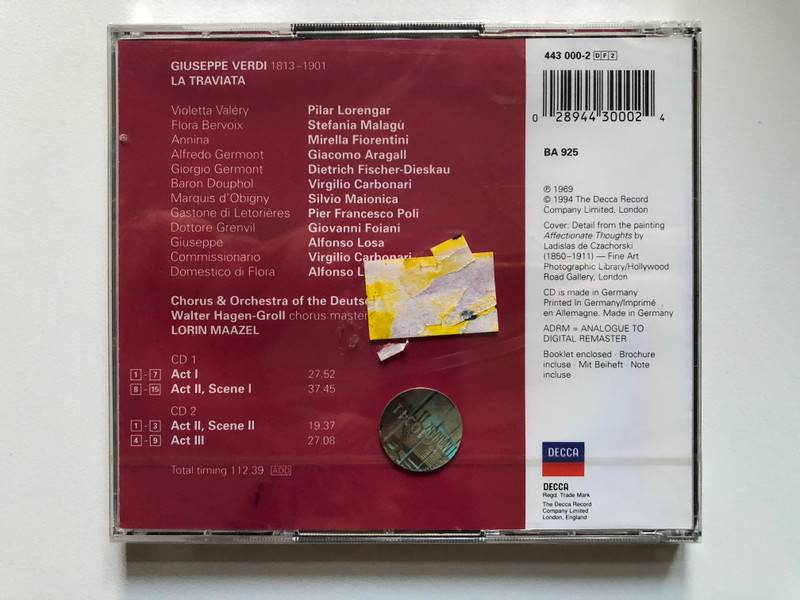 GIUSEPPE VERDI 1813–1901
LA TRAVIATA
Violetta Valéry Pilar Lorengar
Flora Bervoix Stefania Malagù
Annina Mirella Fiorentini
Alfredo Germont Giacomo Aragall
Giorgio Germont Dietrich Fischer-Dieskau
Baron Douphol Virgilio Carbonari
Marquis d'Obigny Silvio Maionica
Gastone di Letorières Pier Francesco Poli
Dottore Grenvil Giovanni Foiani
Giuseppe Alfonso Losa
Commissionario Virgilio Carbonari
Domestico di Flora Alfonso
Chorus & Orchestra of the
Walter Hagen-Groll chorus master
LORIN MAAZEL
CD 1
1 - 7 Act I 27.52
8 - 15 Act II, Scene I 37.45
CD 2
1 - 3 Act II, Scene II 19.37
4 - 9 Act III 27.08
Total timing 112.39 ADD
443 000-2 DF2
0 28944 30002 4
BA 925
℗ 1969
© 1994 The Decca Record
Company Limited, London
Cover: Detail from the painting
Affectionate Thoughts by
Ladislas de Czachorski
(1850–1911) — Fine Art
Photographic Library/Hollywood
Road Gallery, London
CD is made in Germany
Printed In Germany/Imprimé
en Allemagne. Made in Germany
ADRM = ANALOGUE TO
DIGITAL REMASTER
Booklet enclosed · Brochure
incluse · Mit Beiheft · Note
incluse
DECCA
DECCA
Regd. Trade Mark
The Decca Record
Company Limited
London, England